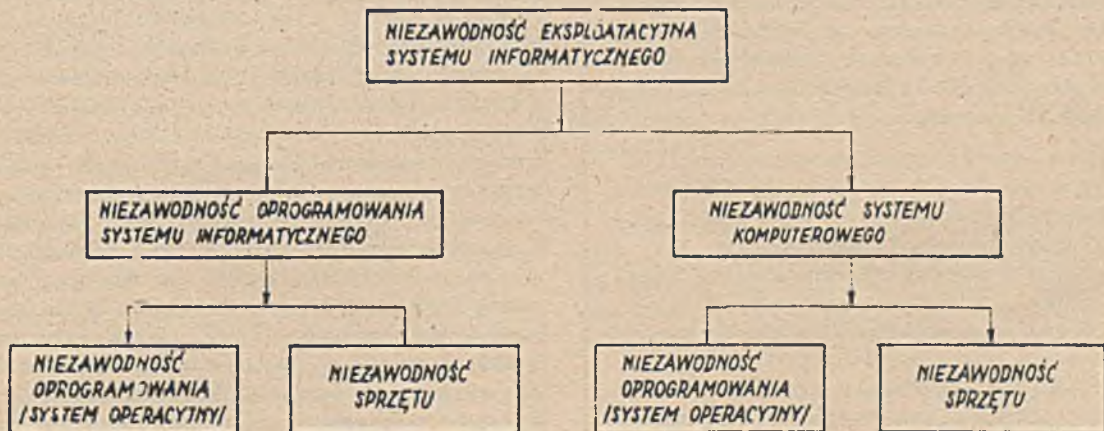 NIEZAWODNOŚĆ EKSPLOATACYJNA
SYSTEMU INFORMATYCZNEGO
NIEZAWODNOŚĆ OPROGRAMOWANIA
SYSTEMU INFORMATYCZNEGO
NIEZAWODNOŚĆ SYSTEMU
KOMPUTEROWEGO
NIEZAWODNOŚĆ
OPROGRAMOWANIA
/SYSTEM OPERACYJNY/
NIEZAWODNOŚĆ
SPRZĘTU
NIEZAWODNOŚĆ
OPROGRAMOWANIA
/SYSTEM OPERACYJNY/
NIEZAWODNOŚĆ
SPRZĘTU